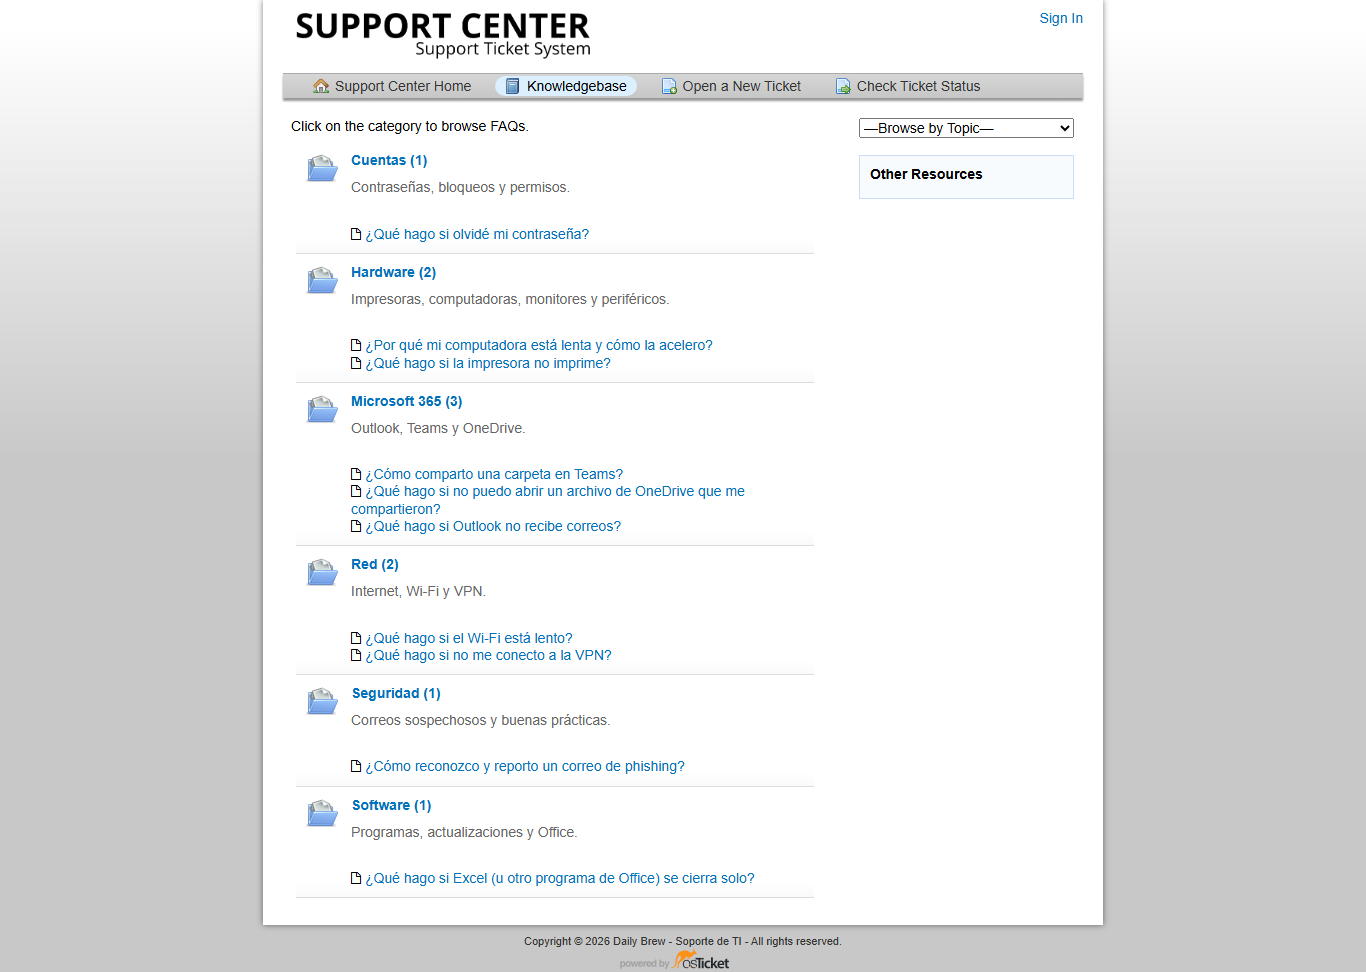 SUPPORT CENTER
Support Ticket System
Sign In
Support Center Home
Knowledgebase
Open a New Ticket
Check Ticket Status
Click on the category to browse FAQs.
—Browse by Topic—
Other Resources
Cuentas (1)
Contraseñas, bloqueos y permisos.
¿Qué hago si olvidé mi contraseña?
Hardware (2)
Impresoras, computadoras, monitores y periféricos.
¿Por qué mi computadora está lenta y cómo la acelero?
¿Qué hago si la impresora no imprime?
Microsoft 365 (3)
Outlook, Teams y OneDrive.
¿Cómo comparto una carpeta en Teams?
¿Qué hago si no puedo abrir un archivo de OneDrive que me
compartieron?
¿Qué hago si Outlook no recibe correos?
Red (2)
Internet, Wi-Fi y VPN.
¿Qué hago si el Wi-Fi está lento?
¿Qué hago si no me conecto a la VPN?
Seguridad (1)
Correos sospechosos y buenas prácticas.
¿Cómo reconozco y reporto un correo de phishing?
Software (1)
Programas, actualizaciones y Office.
¿Qué hago si Excel (u otro programa de Office) se cierra solo?
Copyright © 2026 Daily Brew - Soporte de TI - All rights reserved.
powered by osTicket